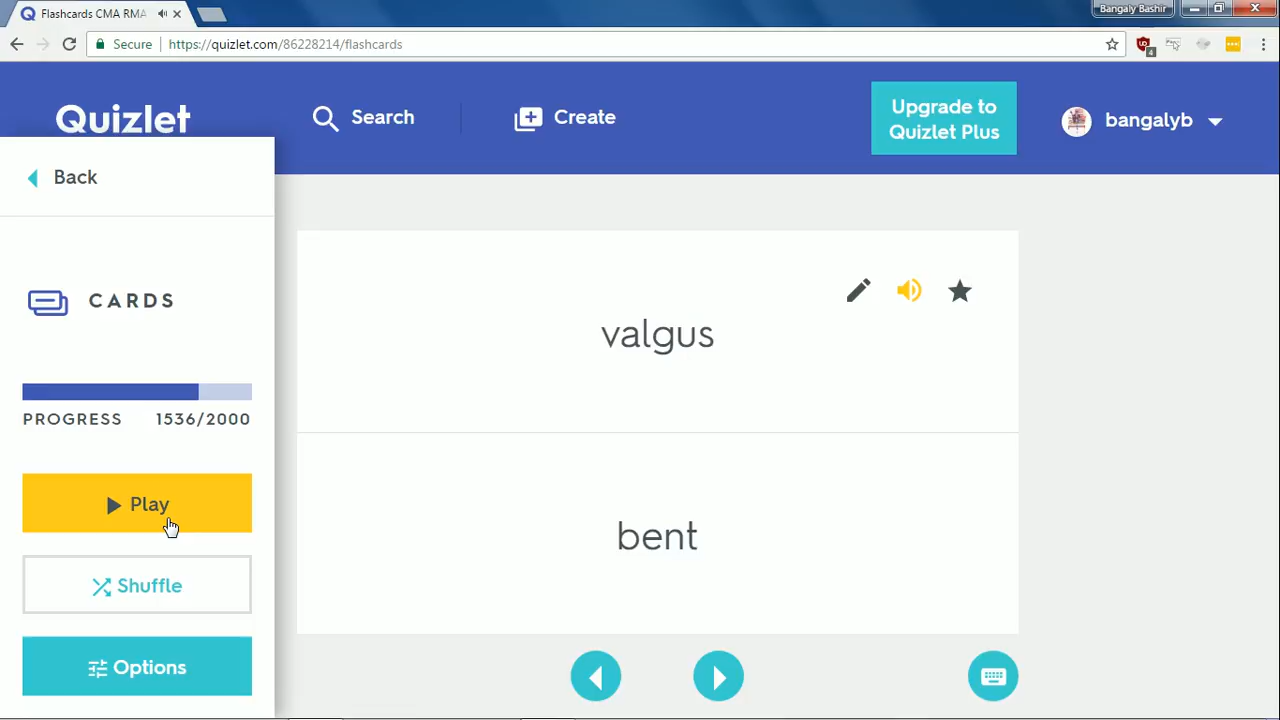 Flashcards CMA RMA
Bangaly Bashir
Secure
https://quizlet.com/86228214/flashcards
4
Quizlet
Search
Create
Upgrade to
Quizlet Plus
bangalyb
Back
CARDS
PROGRESS 1536/2000
Play
Shuffle
Options
valgus
bent